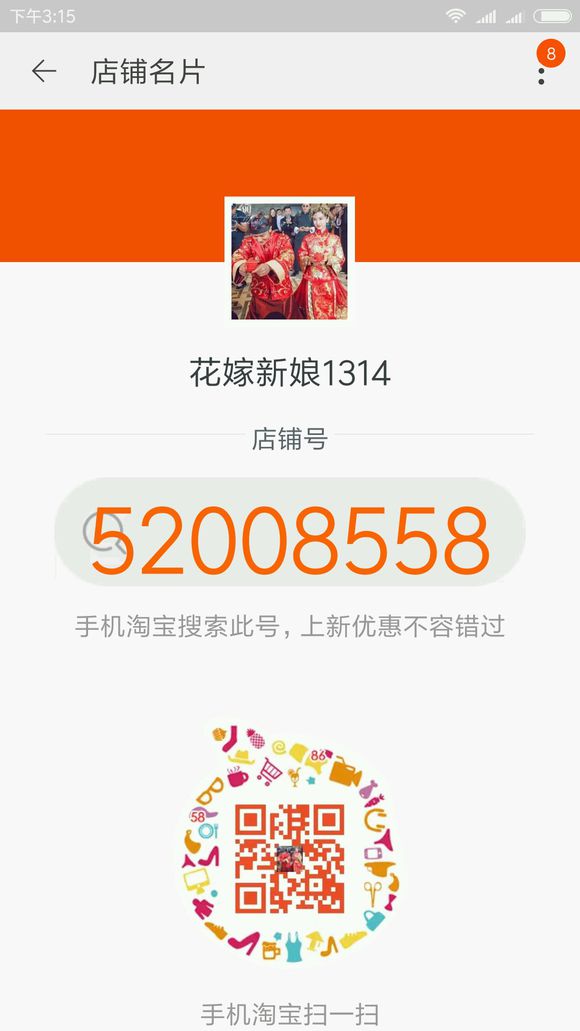 下午3:15
8
店铺名片
花嫁新娘1314
店铺号
52008558
手机淘宝搜索此号，上新优惠不容错过
86
58
手机淘宝扫一扫